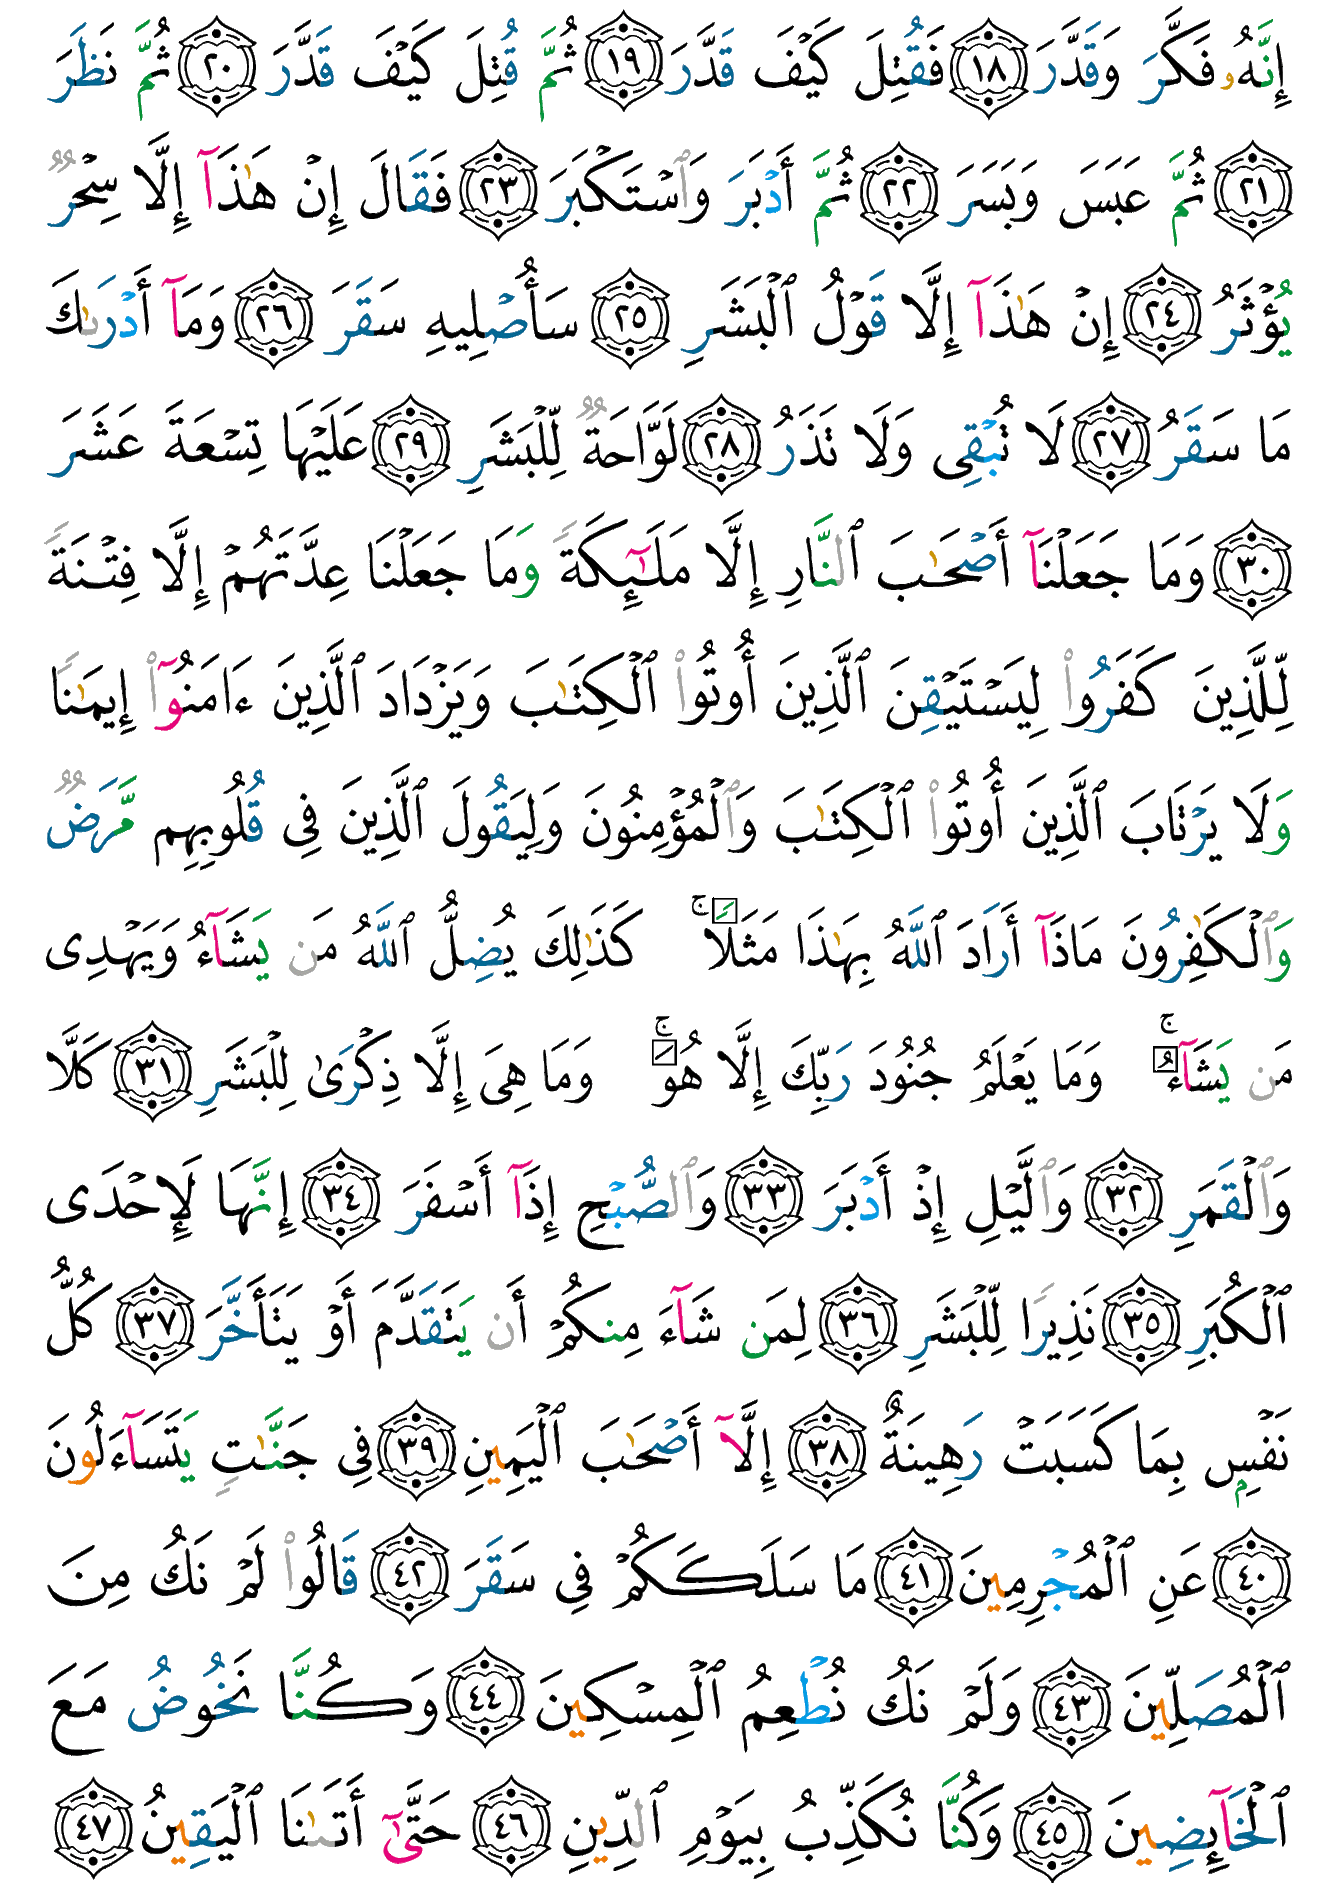 إِنَّهُۥ فَكَّرَ وَقَدَّرَ ١٨ فَقُتِلَ كَيْفَ قَدَّرَ ١٩ ثُمَّ قُتِلَ كَيْفَ قَدَّرَ ٢٠ ثُمَّ نَظَرَ
٢١ ثُمَّ عَبَسَ وَبَسَرَ ٢٢ ثُمَّ أَدْبَرَ وَٱسْتَكْبَرَ ٢٣ فَقَالَ إِنْ هَٰذَآ إِلَّا سِحْرٌ
يُؤْثَرُ ٢٤ إِنْ هَٰذَآ إِلَّا قَوْلُ ٱلْبَشَرِ ٢٥ سَأُصْلِيهِ سَقَرَ ٢٦ وَمَآ أَدْرَىٰكَ
مَا سَقَرُ ٢٧ لَا تُبْقِى وَلَا تَذَرُ ٢٨ لَوَّاحَةٌ لِّلْبَشَرِ ٢٩ عَلَيْهَا تِسْعَةَ عَشَرَ
٣٠ وَمَا جَعَلْنَآ أَصْحَٰبَ ٱلنَّارِ إِلَّا مَلَٰٓئِكَةً وَمَا جَعَلْنَا عِدَّتَهُمْ إِلَّا فِتْنَةً
لِّلَّذِينَ كَفَرُوا۟ لِيَسْتَيْقِنَ ٱلَّذِينَ أُوتُوا۟ ٱلْكِتَٰبَ وَيَزْدَادَ ٱلَّذِينَ ءَامَنُوٓا۟ إِيمَٰنًا
وَلَا يَرْتَابَ ٱلَّذِينَ أُوتُوا۟ ٱلْكِتَٰبَ وَٱلْمُؤْمِنُونَ وَلِيَقُولَ ٱلَّذِينَ فِى قُلُوبِهِم مَّرَضٌ
وَٱلْكَٰفِرُونَ مَاذَآ أَرَادَ ٱللَّهُ بِهَٰذَا مَثَلًا ۚ كَذَٰلِكَ يُضِلُّ ٱللَّهُ مَن يَشَآءُ وَيَهْدِى
مَن يَشَآءُ ۚ وَمَا يَعْلَمُ جُنُودَ رَبِّكَ إِلَّا هُوَ ۚ وَمَا هِىَ إِلَّا ذِكْرَىٰ لِلْبَشَرِ ٣١ كَلَّا
وَٱلْقَمَرِ ٣٢ وَٱلَّيْلِ إِذْ أَدْبَرَ ٣٣ وَٱلصُّبْحِ إِذَآ أَسْفَرَ ٣٤ إِنَّهَا لَإِحْدَى
ٱلْكُبَرِ ٣٥ نَذِيرًا لِّلْبَشَرِ ٣٦ لِمَن شَآءَ مِنكُمْ أَن يَتَقَدَّمَ أَوْ يَتَأَخَّرَ ٣٧ كُلُّ
نَفْسٍۭ بِمَا كَسَبَتْ رَهِينَةٌ ٣٨ إِلَّآ أَصْحَٰبَ ٱلْيَمِينِ ٣٩ فِى جَنَّٰتٍ يَتَسَآءَلُونَ
٤٠ عَنِ ٱلْمُجْرِمِينَ ٤١ مَا سَلَكَكُمْ فِى سَقَرَ ٤٢ قَالُوا۟ لَمْ نَكُ مِنَ
ٱلْمُصَلِّينَ ٤٣ وَلَمْ نَكُ نُطْعِمُ ٱلْمِسْكِينَ ٤٤ وَكُنَّا نَخُوضُ مَعَ
ٱلْخَآئِضِينَ ٤٥ وَكُنَّا نُكَذِّبُ بِيَوْمِ ٱلدِّينِ ٤٦ حَتَّىٰٓ أَتَىٰنَا ٱلْيَقِينُ ٤٧